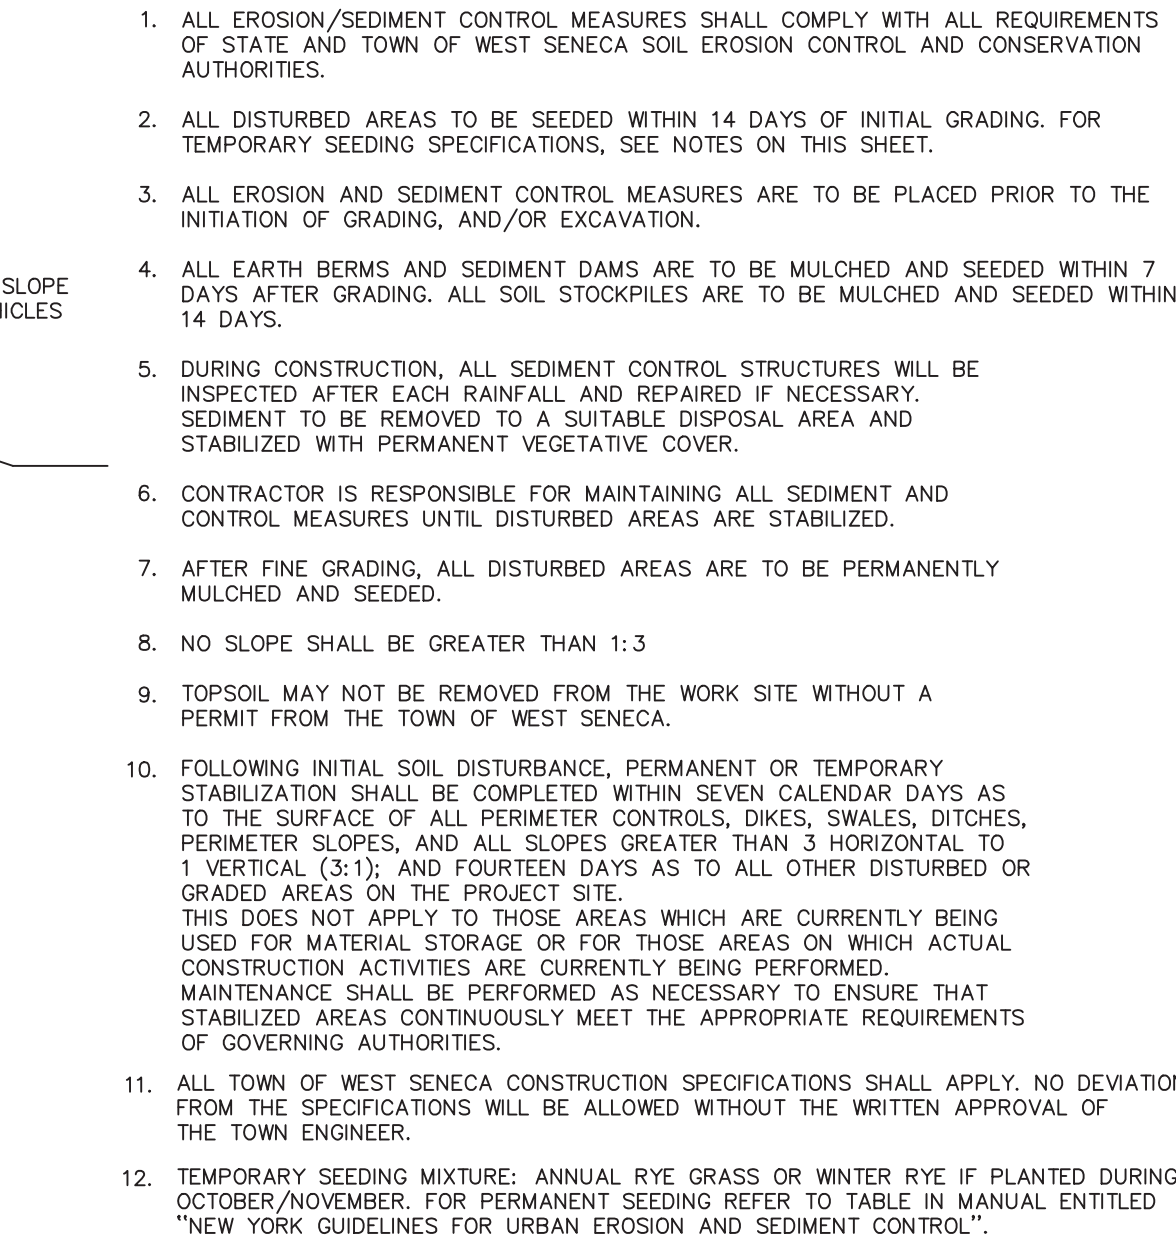 1. ALL EROSION/SEDIMENT CONTROL MEASURES SHALL COMPLY WITH ALL REQUIREMENTS
OF STATE AND TOWN OF WEST SENECA SOIL EROSION CONTROL AND CONSERVATION
AUTHORITIES.
2. ALL DISTURBED AREAS TO BE SEEDED WITHIN 14 DAYS OF INITIAL GRADING. FOR
TEMPORARY SEEDING SPECIFICATIONS, SEE NOTES ON THIS SHEET.
3. ALL EROSION AND SEDIMENT CONTROL MEASURES ARE TO BE PLACED PRIOR TO THE
INITIATION OF GRADING, AND/OR EXCAVATION.
SLOPE
HICLES
4. ALL EARTH BERMS AND SEDIMENT DAMS ARE TO BE MULCHED AND SEEDED WITHIN 7
DAYS AFTER GRADING. ALL SOIL STOCKPILES ARE TO BE MULCHED AND SEEDED WITHIN
14 DAYS.
5. DURING CONSTRUCTION, ALL SEDIMENT CONTROL STRUCTURES WILL BE
INSPECTED AFTER EACH RAINFALL AND REPAIRED IF NECESSARY.
SEDIMENT TO BE REMOVED TO A SUITABLE DISPOSAL AREA AND
STABILIZED WITH PERMANENT VEGETATIVE COVER.
6. CONTRACTOR IS RESPONSIBLE FOR MAINTAINING ALL SEDIMENT AND
CONTROL MEASURES UNTIL DISTURBED AREAS ARE STABILIZED.
7. AFTER FINE GRADING, ALL DISTURBED AREAS ARE TO BE PERMANENTLY
MULCHED AND SEEDED.
8. NO SLOPE SHALL BE GREATER THAN 1:3
9. TOPSOIL MAY NOT BE REMOVED FROM THE WORK SITE WITHOUT A
PERMIT FROM THE TOWN OF WEST SENECA.
10. FOLLOWING INITIAL SOIL DISTURBANCE, PERMANENT OR TEMPORARY
STABILIZATION SHALL BE COMPLETED WITHIN SEVEN CALENDAR DAYS AS
TO THE SURFACE OF ALL PERIMETER CONTROLS, DIKES, SWALES, DITCHES,
PERIMETER SLOPES, AND ALL SLOPES GREATER THAN 3 HORIZONTAL TO
1 VERTICAL (3:1); AND FOURTEEN DAYS AS TO ALL OTHER DISTURBED OR
GRADED AREAS ON THE PROJECT SITE.
THIS DOES NOT APPLY TO THOSE AREAS WHICH ARE CURRENTLY BEING
USED FOR MATERIAL STORAGE OR FOR THOSE AREAS ON WHICH ACTUAL
CONSTRUCTION ACTIVITIES ARE CURRENTLY BEING PERFORMED.
MAINTENANCE SHALL BE PERFORMED AS NECESSARY TO ENSURE THAT
STABILIZED AREAS CONTINUOUSLY MEET THE APPROPRIATE REQUIREMENTS
OF GOVERNING AUTHORITIES.
11. ALL TOWN OF WEST SENECA CONSTRUCTION SPECIFICATIONS SHALL APPLY. NO DEVIATION
FROM THE SPECIFICATIONS WILL BE ALLOWED WITHOUT THE WRITTEN APPROVAL OF
THE TOWN ENGINEER.
12. TEMPORARY SEEDING MIXTURE: ANNUAL RYE GRASS OR WINTER RYE IF PLANTED DURING
OCTOBER/NOVEMBER. FOR PERMANENT SEEDING REFER TO TABLE IN MANUAL ENTITLED
"NEW YORK GUIDELINES FOR URBAN EROSION AND SEDIMENT CONTROL".